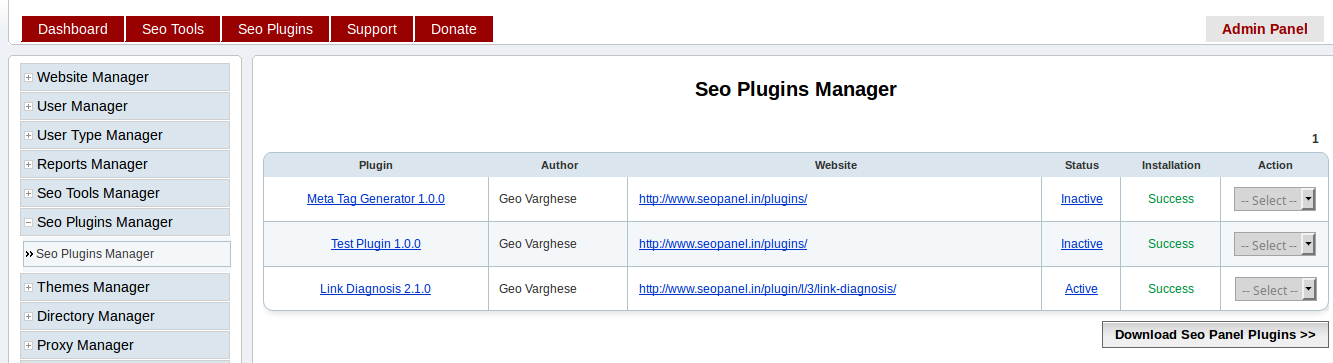 Dashboard Seo Tools Seo Plugins Support Donate Admin Panel
Website Manager
User Manager
User Type Manager
Reports Manager
Seo Tools Manager
Seo Plugins Manager
Seo Plugins Manager
Themes Manager
Directory Manager
Proxy Manager
Seo Plugins Manager
1
Plugin Author Website Status Installation Action
Meta Tag Generator 1.0.0 Geo Varghese http://www.seopanel.in/plugins/ Inactive Success -- Select --
Test Plugin 1.0.0 Geo Varghese http://www.seopanel.in/plugins/ Inactive Success -- Select --
Link Diagnosis 2.1.0 Geo Varghese http://www.seopanel.in/plugin/l/3/link-diagnosis/ Active Success -- Select --
Download Seo Panel Plugins >>